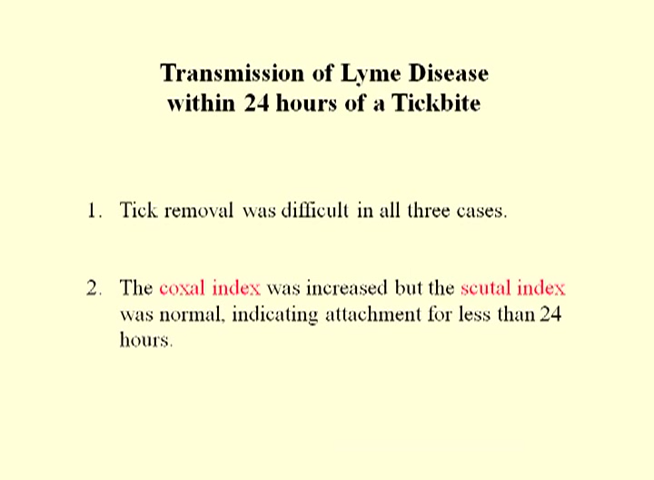 Transmission of Lyme Disease
within 24 hours of a Tickbite
1. Tick removal was difficult in all three cases.
2. The coxal index was increased but the scutal index
was normal, indicating attachment for less than 24
hours.